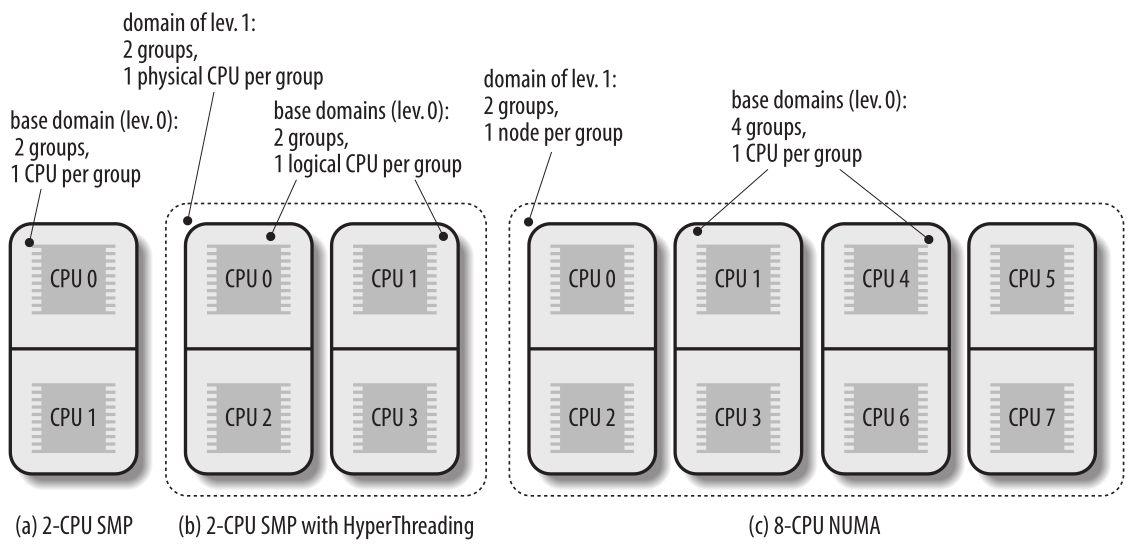 domain of lev. 1:
2 groups,
1 physical CPU per group
base domain (lev. 0):
2 groups,
1 CPU per group
base domains (lev. 0):
2 groups,
1 logical CPU per group
domain of lev. 1:
2 groups,
1 node per group
base domains (lev. 0):
4 groups,
1 CPU per group
CPU 0
CPU 1
CPU 0
CPU 1
CPU 2
CPU 3
CPU 0
CPU 1
CPU 4
CPU 5
CPU 2
CPU 3
CPU 6
CPU 7
(a) 2-CPU SMP
(b) 2-CPU SMP with HyperThreading
(c) 8-CPU NUMA